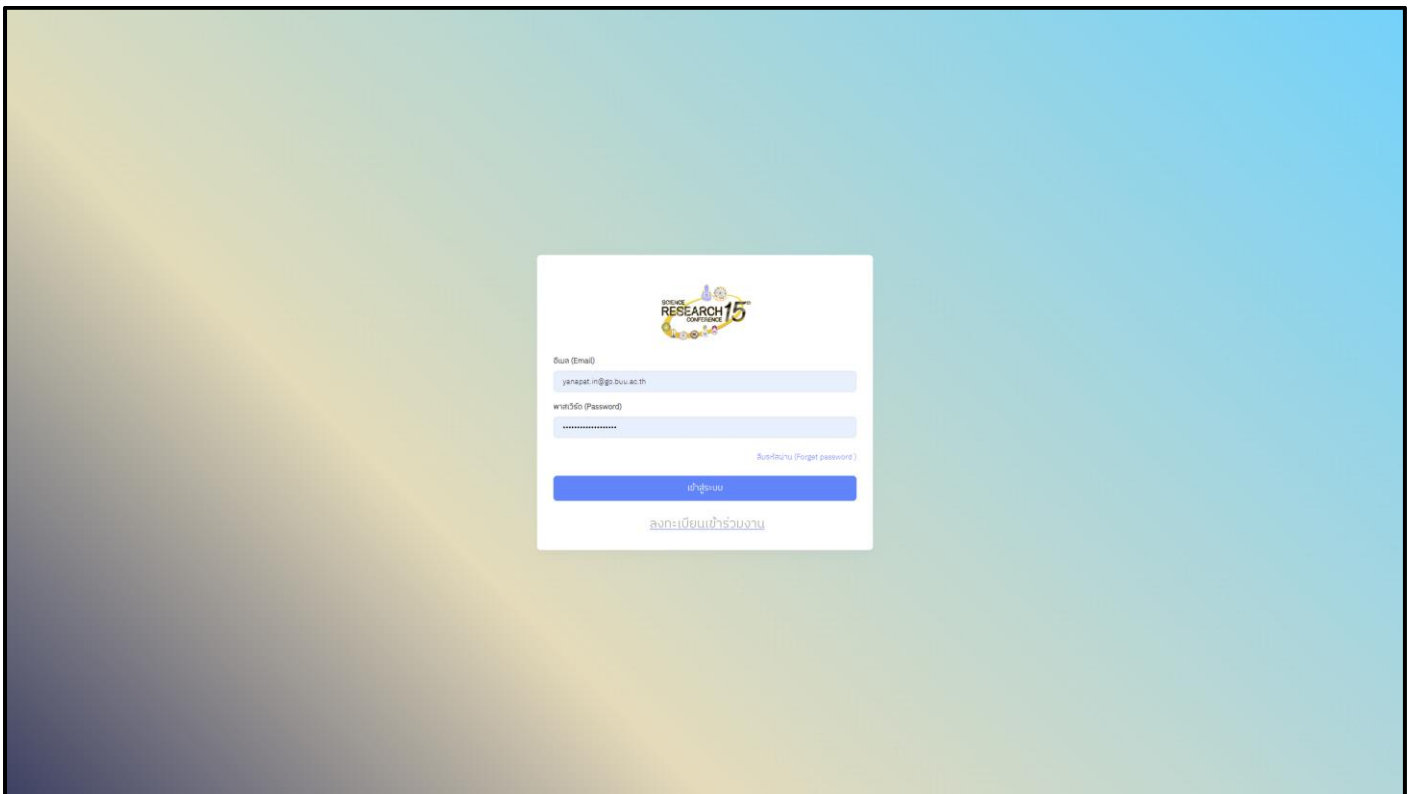 SCIENCE
RESEARCH 15
CONFERENCE
อีเมล (Email)
yanapat.in@go.buu.ac.th
พาสเวิร์ด (Password)
ลืมรหัสผ่าน (Forget password )
เข้าสู่ระบบ
ลงทะเบียนเข้าร่วมงาน